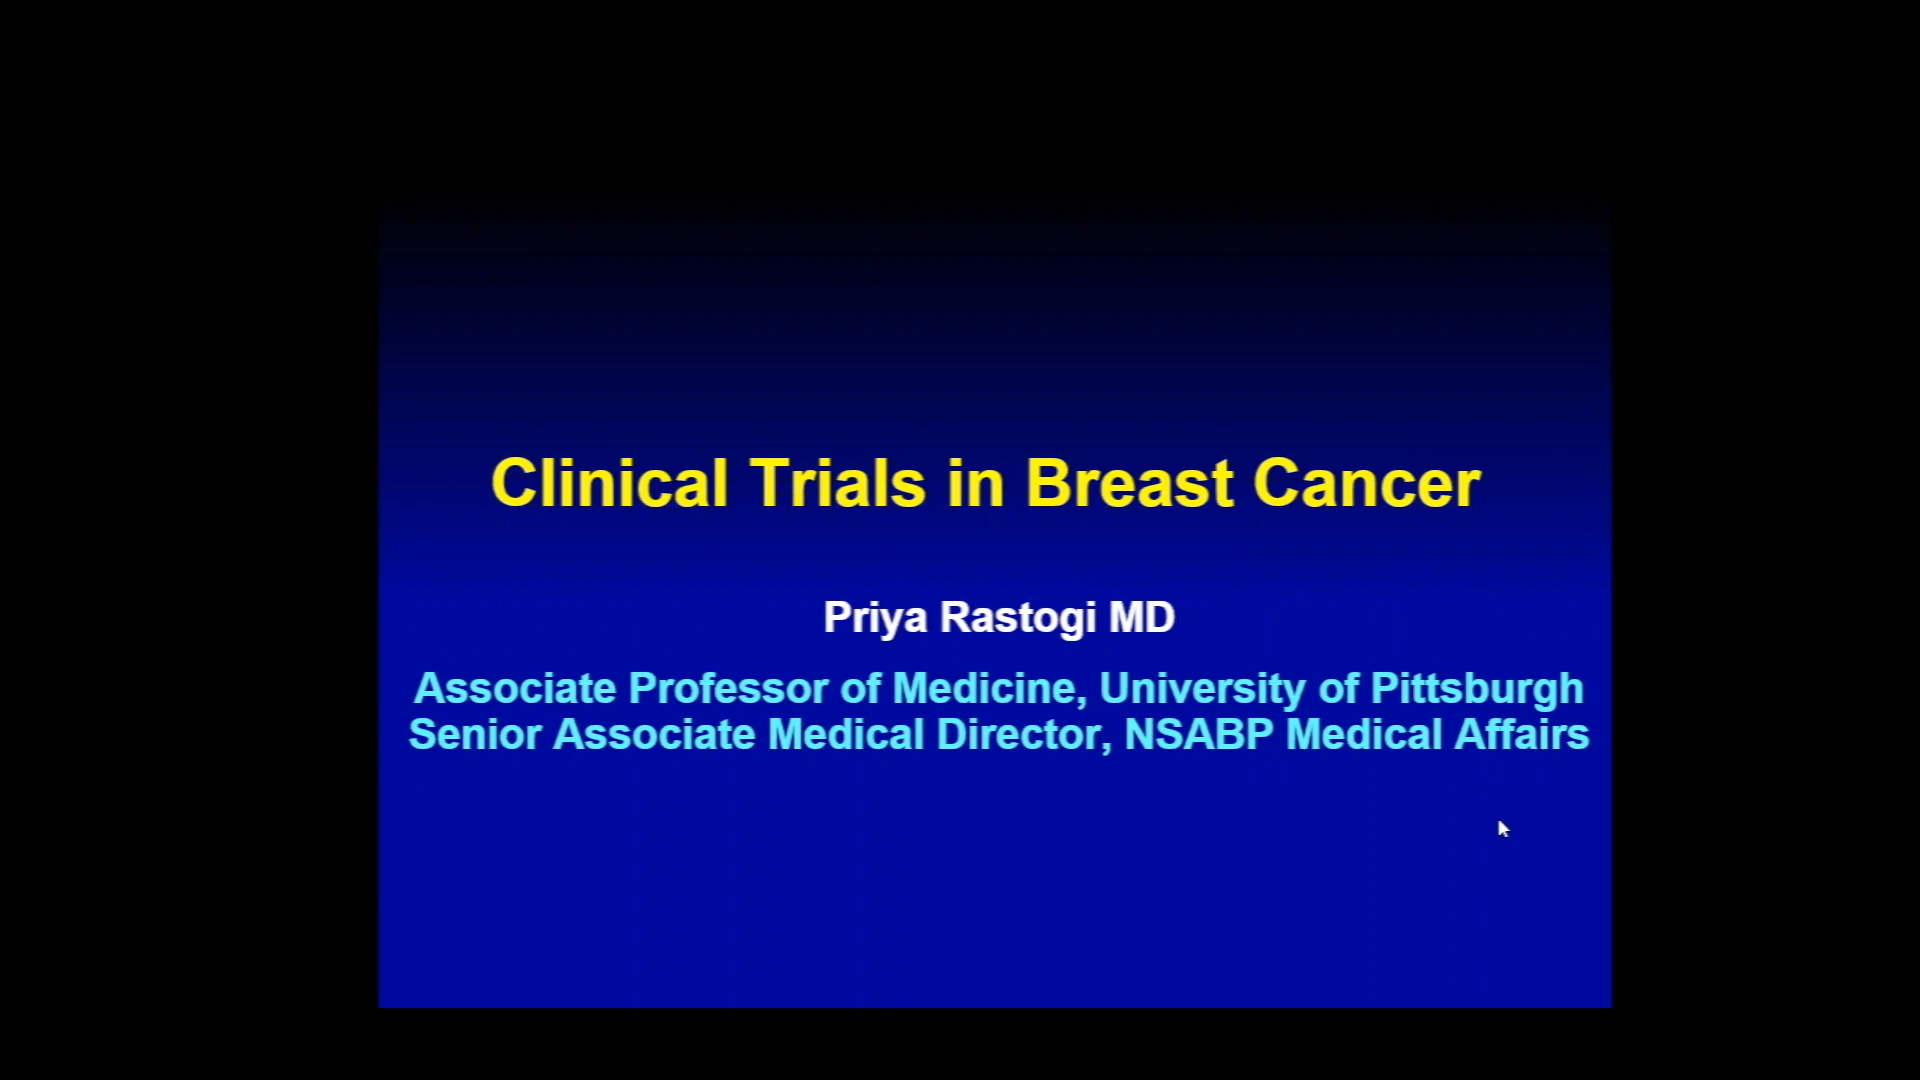 Clinical Trials in Breast Cancer
Priya Rastogi MD
Associate Professor of Medicine, University of Pittsburgh
Senior Associate Medical Director, NSABP Medical Affairs